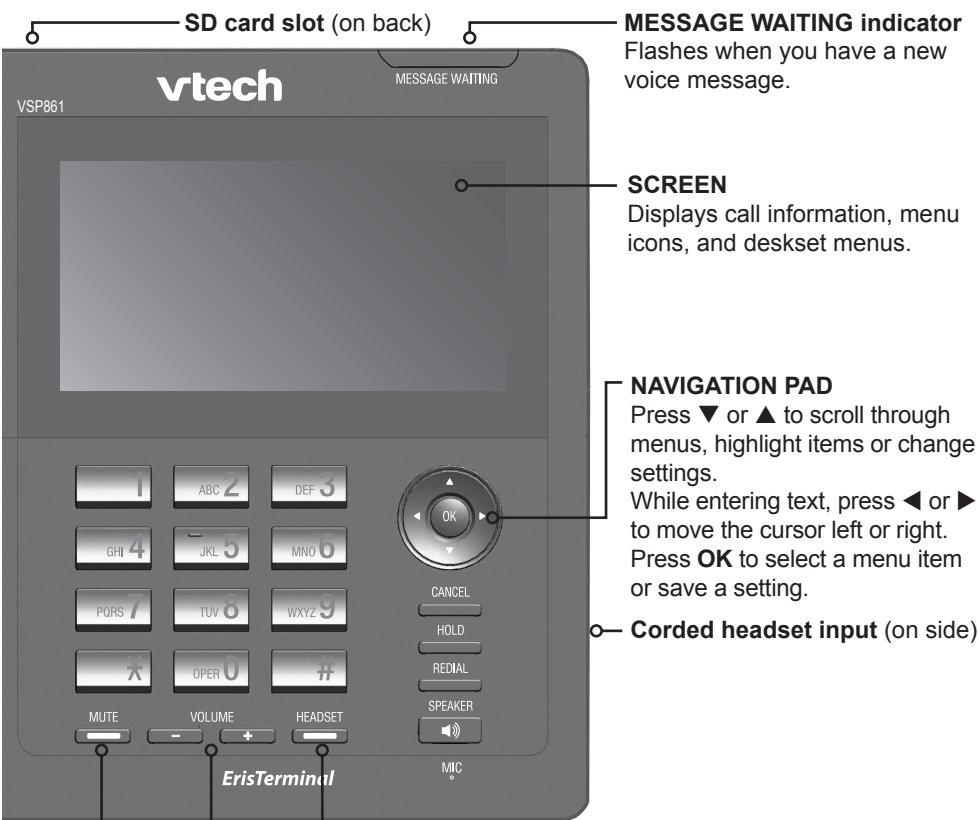 SD card slot (on back)
MESSAGE WAITING indicator
Flashes when you have a new
voice message.
vtech
MESSAGE WAITING
VSP861
SCREEN
Displays call information, menu
icons, and deskset menus.
NAVIGATION PAD
Press ▼ or ▲ to scroll through
menus, highlight items or change
settings.
While entering text, press ◀ or ▶
to move the cursor left or right.
Press OK to select a menu item
or save a setting.
1 ABC 2 DEF 3
OK
GHI 4 JKL 5 MNO 6
PQRS 7 TUV 8 WXYZ 9
* OPER 0 #
CANCEL
HOLD
REDIAL
SPEAKER
MIC
Corded headset input (on side)
MUTE VOLUME HEADSET
- +
ErisTerminal